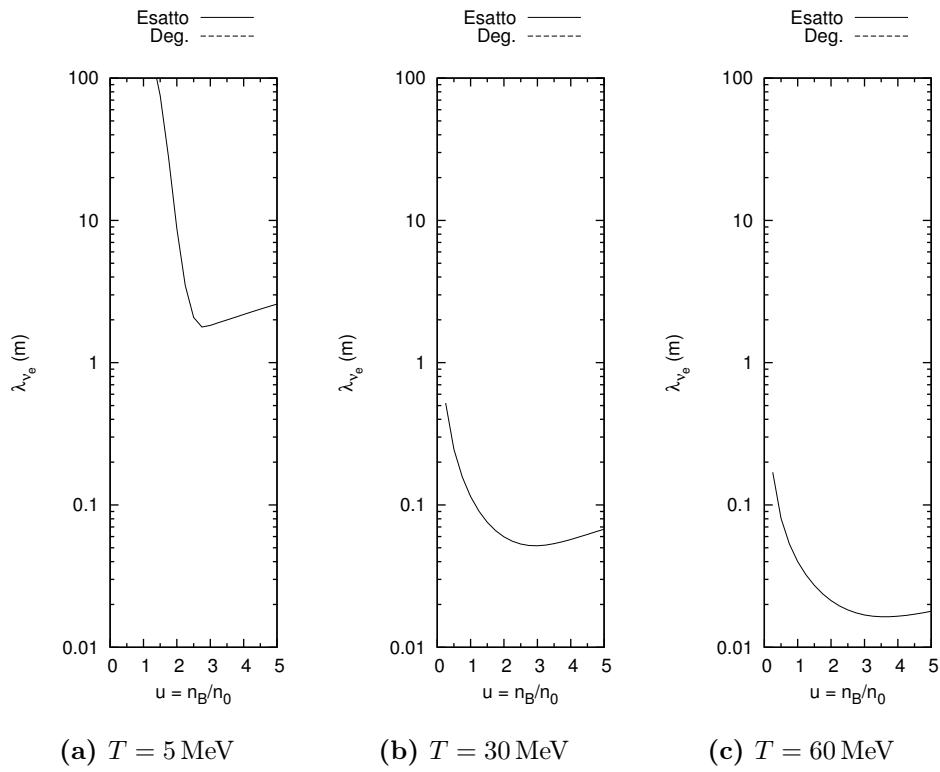 Esatto
Deg.
100
10
1
0.1
0.01
0 1 2 3 4 5
λνe (m)
u = nB/n0
(a) T = 5 MeV
Esatto
Deg.
100
10
1
0.1
0.01
0 1 2 3 4 5
λνe (m)
u = nB/n0
(b) T = 30 MeV
Esatto
Deg.
100
10
1
0.1
0.01
0 1 2 3 4 5
λνe (m)
u = nB/n0
(c) T = 60 MeV